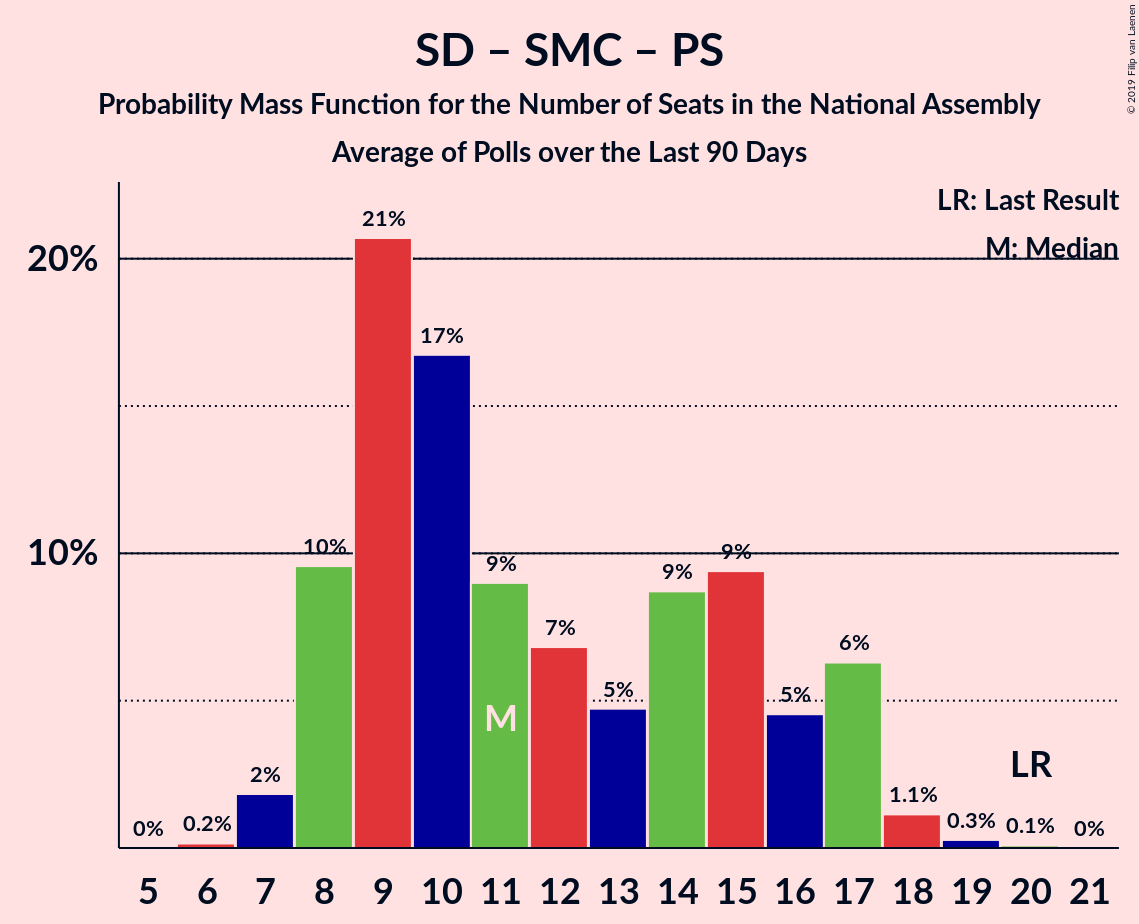 SD – SMC – PS
Probability Mass Function for the Number of Seats in the National Assembly
Average of Polls over the Last 90 Days
© 2019 Filip van Laenen
LR: Last Result
M: Median
20%
10%
0%
0.2%
2%
10%
21%
17%
9%
7%
5%
9%
9%
5%
6%
1.1%
0.3%
0.1%
0%
M
LR
5 6 7 8 9 10 11 12 13 14 15 16 17 18 19 20 21